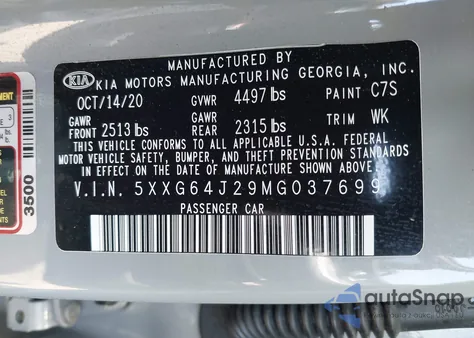 MANUFACTURED BY
KIA KIA MOTORS MANUFACTURING GEORGIA, INC.
OCT/14/20 GVWR 4497 lbs PAINT C7S
GAWR GAWR
FRONT 2513 lbs REAR 2315 lbs TRIM WK
THIS VEHICLE CONFORMS TO ALL APPLICABLE U.S.A. FEDERAL
MOTOR VEHICLE SAFETY, BUMPER, AND THEFT PREVENTION STANDARDS
IN EFFECT ON THE DATE OF MANUFACTURE SHOWN ABOVE.
V.I.N. 5XXG64J29MG037699
PASSENGER CAR
3500
3
autoSnap